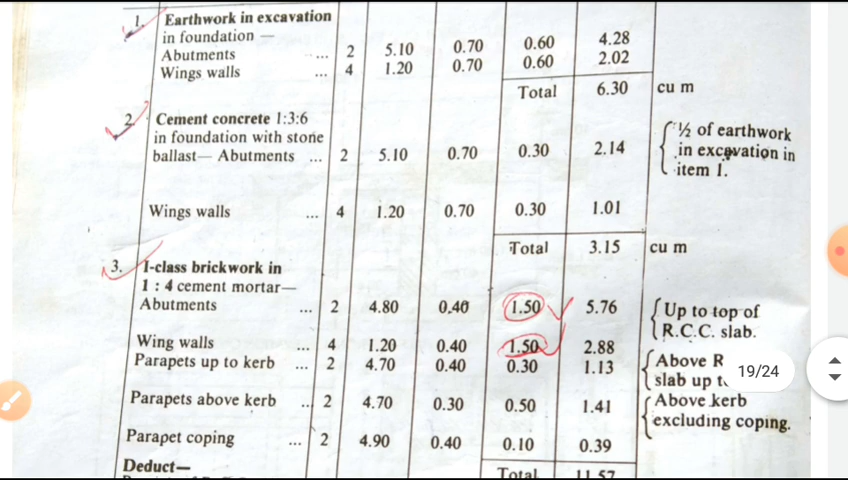 1. Earthwork in excavation
in foundation —
Abutments ... 2 5.10 0.70 0.60 4.28
Wings walls ... 4 1.20 0.70 0.60 2.02
Total 6.30 cu m
2. Cement concrete 1:3:6
in foundation with stone
ballast— Abutments ... 2 5.10 0.70 0.30 2.14
½ of earthwork
in excavation in
item 1.
Wings walls ... 4 1.20 0.70 0.30 1.01
Total 3.15 cu m
3. I-class brickwork in
1 : 4 cement mortar—
Abutments ... 2 4.80 0.40 1.50 5.76
Up to top of
R.C.C. slab.
Wing walls ... 4 1.20 0.40 1.50 2.88
Parapets up to kerb ... 2 4.70 0.40 0.30 1.13
Above R
slab up
19/24
Parapets above kerb ... 2 4.70 0.30 0.50 1.41
Above kerb
excluding coping.
Parapet coping ... 2 4.90 0.40 0.10 0.39
Deduct—
Total 11.57